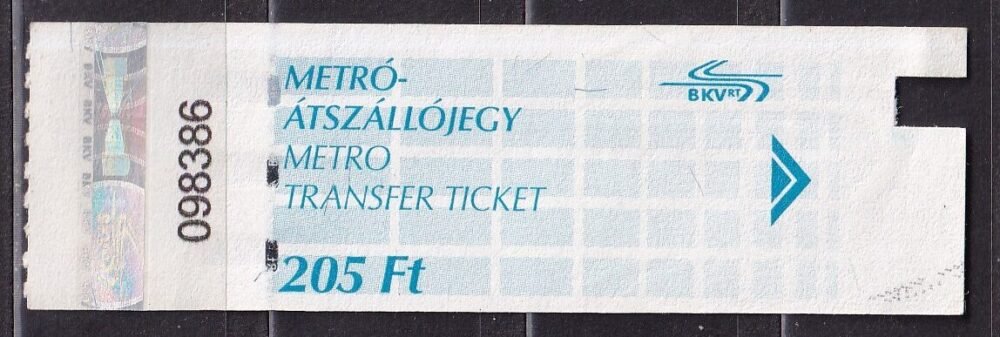 098386
METRÓ-
ÁTSZÁLLÓJEGY
METRO
TRANSFER TICKET
205 Ft
BKV RT